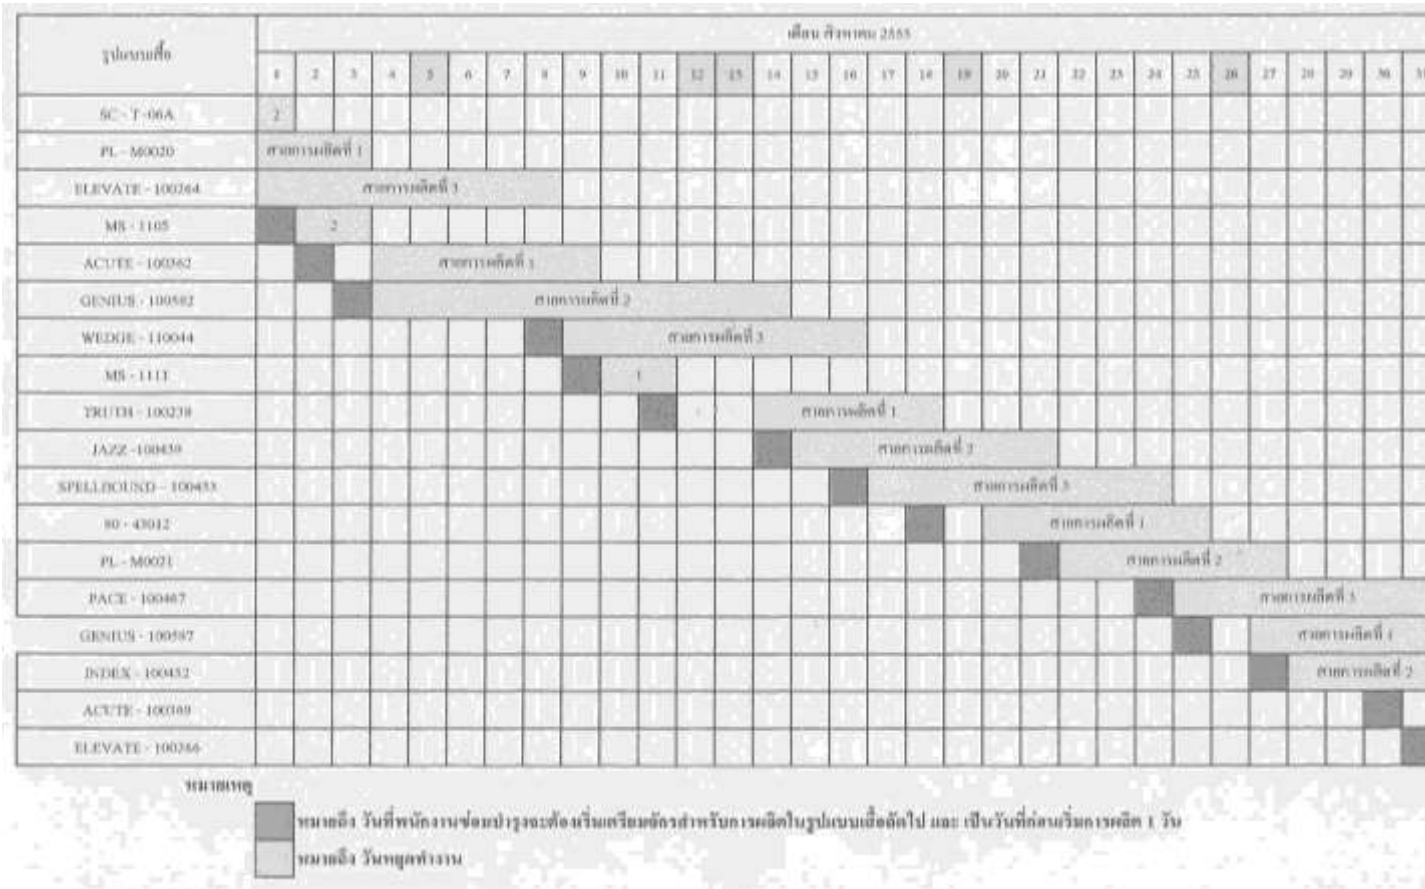 รูปแบบเสื้อ
เดือน สิงหาคม 2555
1 2 3 4 5 6 7 8 9 10 11 12 13 14 15 16 17 18 19 20 21 22 23 24 25 26 27 28 29 30 31
SC - T -06A 2
PL - M0020 สายการผลิตที่ 1
ELEVATE - 100264 สายการผลิตที่ 3
MS - 1105 2
ACUTE - 100362 สายการผลิตที่ 1
GENIUS - 100582 สายการผลิตที่ 2
WEDGE - 110044 สายการผลิตที่ 3
MS - 1111 1
TRUTH - 100238 สายการผลิตที่ 1
JAZZ -100439 สายการผลิตที่ 2
SPELLBOUND - 100433 สายการผลิตที่ 3
80 - 43012 สายการผลิตที่ 1
PL - M0021 สายการผลิตที่ 2
PACE - 100467 สายการผลิตที่ 3
GENIUS - 100587 สายการผลิตที่ 1
INDEX - 100452 สายการผลิตที่ 2
ACUTE - 100369
ELEVATE - 100266
หมายเหตุ
หมายถึง วันที่พนักงานซ่อมบำรุงจะต้องเริ่มเตรียมจักรสำหรับการผลิตในรูปแบบเสื้อถัดไป และ เป็นวันที่ก่อนเริ่มการผลิต 1 วัน
หมายถึง วันหยุดทำงาน